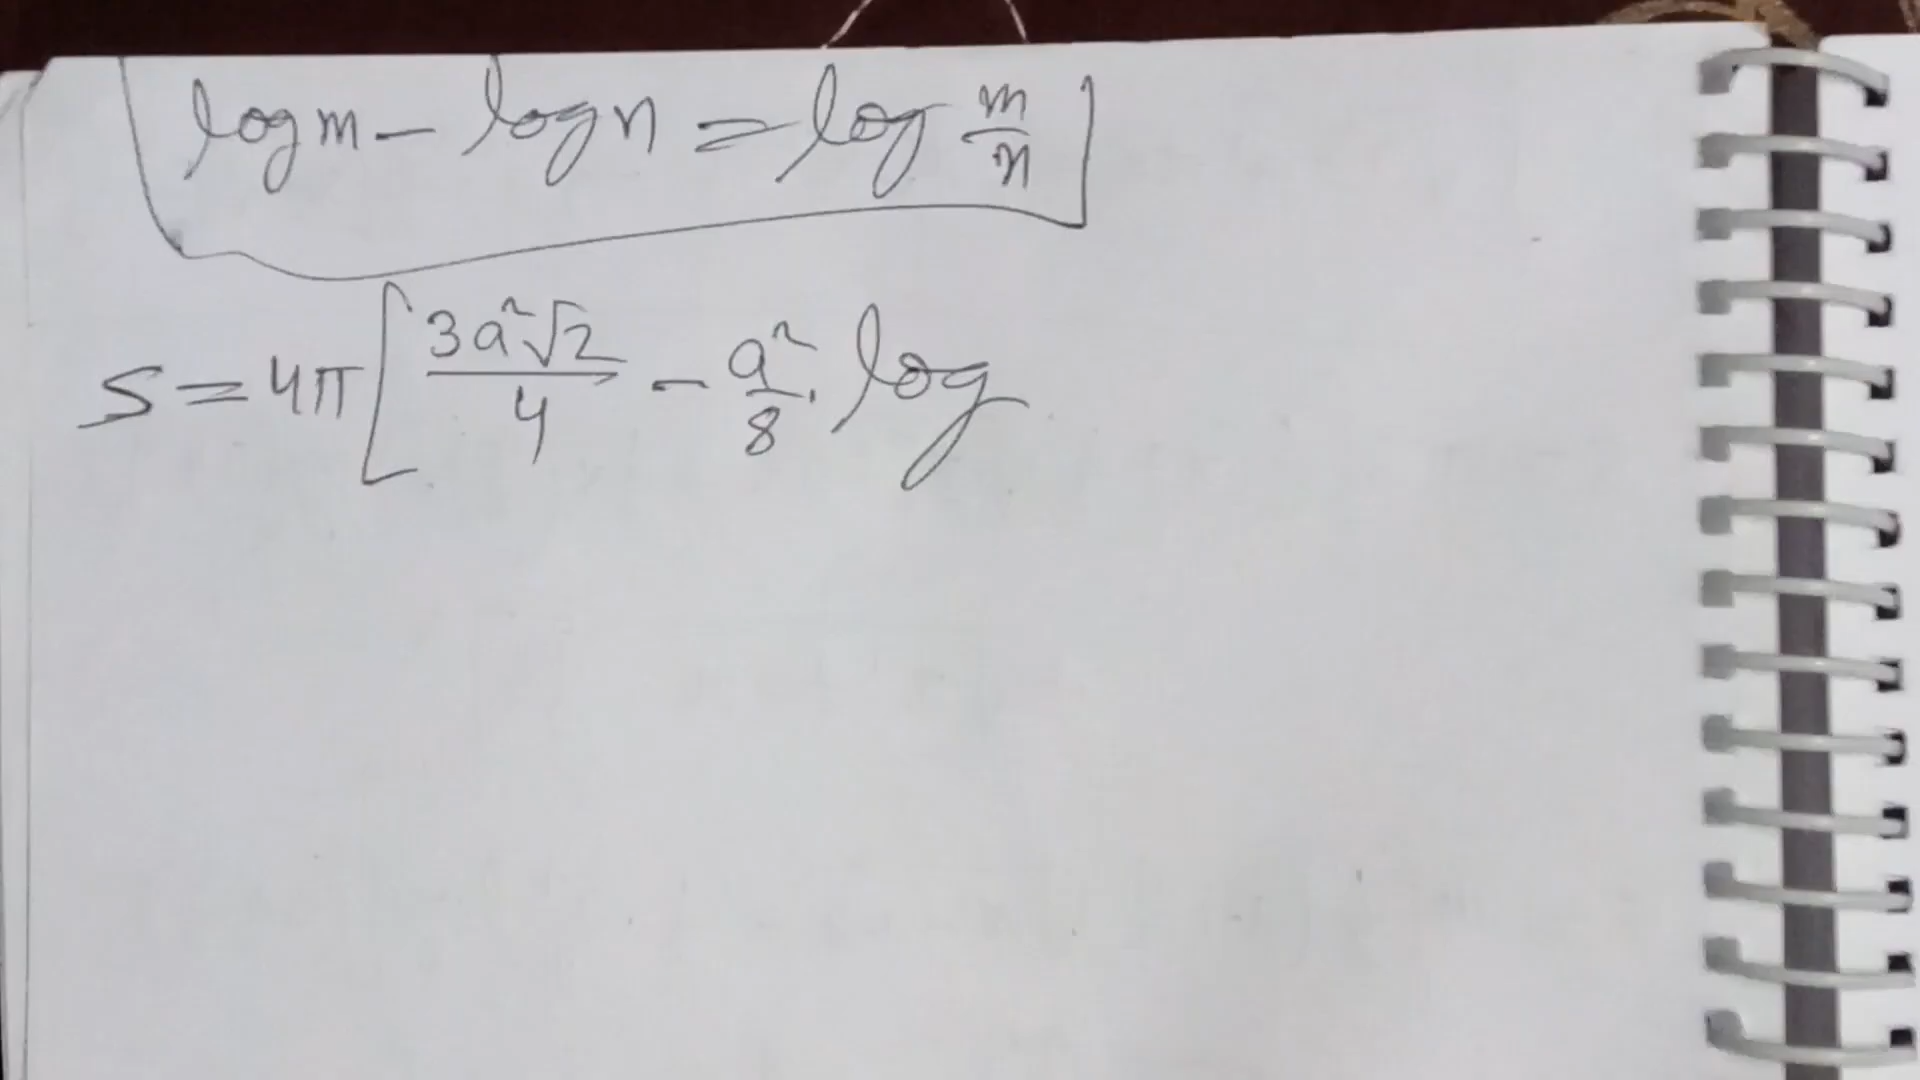 log m - log n = log m/n
S = 4π[ 3a²√2/4 - a²/8 . log